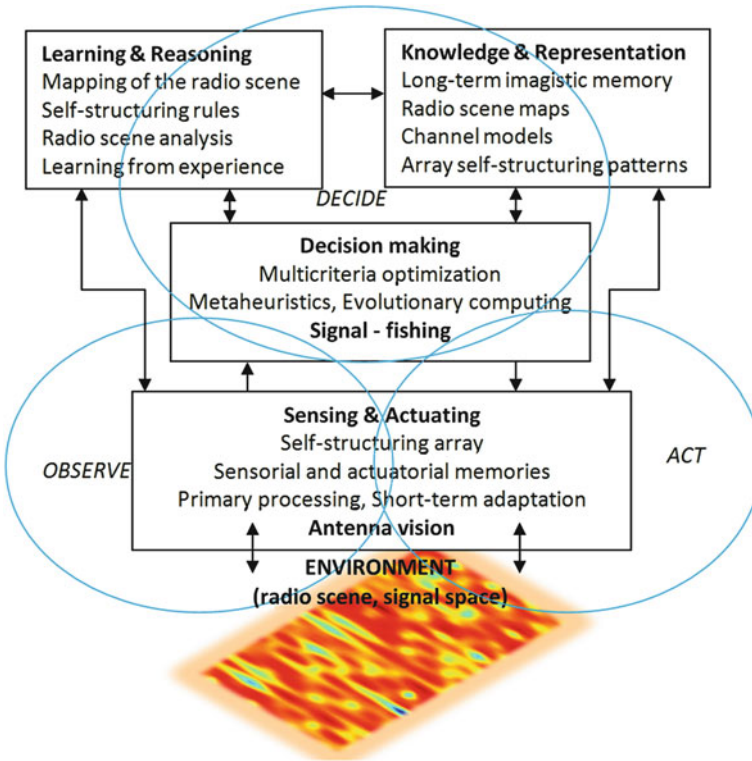 Learning & Reasoning
Mapping of the radio scene
Self-structuring rules
Radio scene analysis
Learning from experience
Knowledge & Representation
Long-term imagistic memory
Radio scene maps
Channel models
Array self-structuring patterns
DECIDE
Decision making
Multicriteria optimization
Metaheuristics, Evolutionary computing
Signal - fishing
OBSERVE
Sensing & Actuating
Self-structuring array
Sensorial and actuatorial memories
Primary processing, Short-term adaptation
Antenna vision
ACT
ENVIRONMENT
(radio scene, signal space)